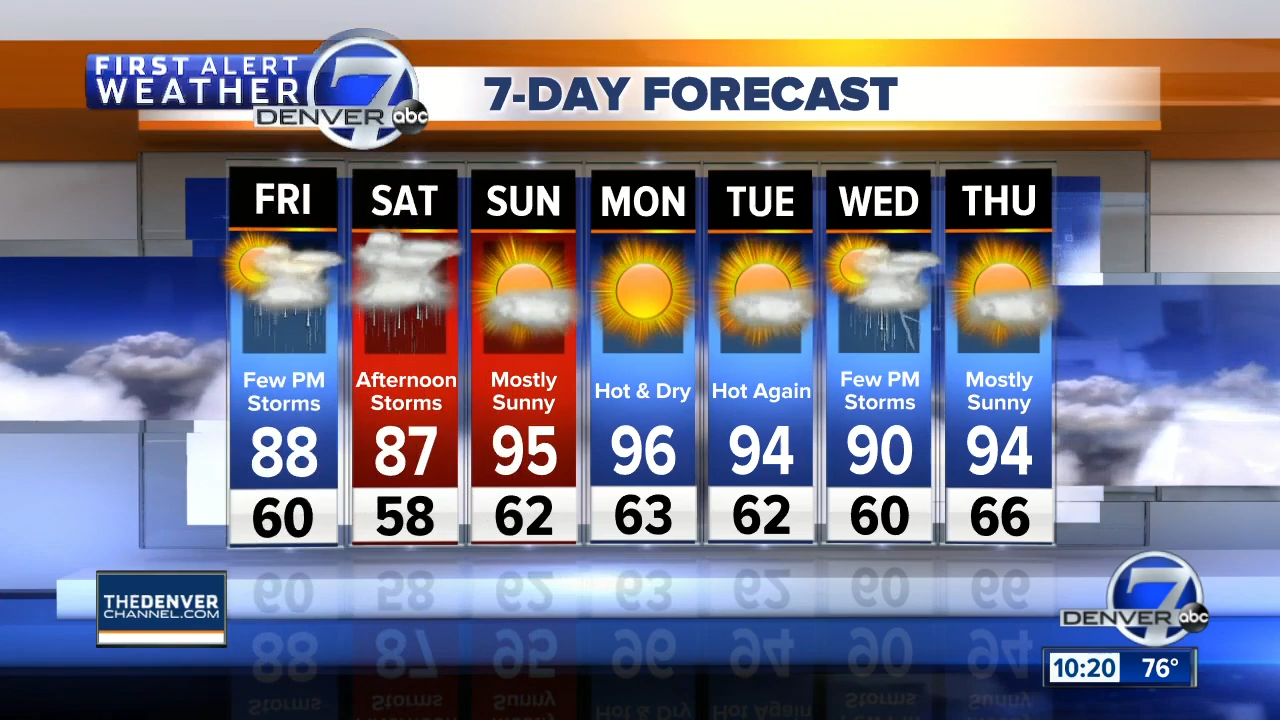 FIRST ALERT
WEATHER 7
DENVER abc
7-DAY FORECAST
FRI SAT SUN MON TUE WED THU
Few PM Storms
Afternoon Storms
Mostly Sunny
Hot & Dry
Hot Again
Few PM Storms
Mostly Sunny
88 87 95 96 94 90 94
60 58 62 63 62 60 66
THEDENVER
CHANNEL.COM
DENVER 7 abc
10:20 76°